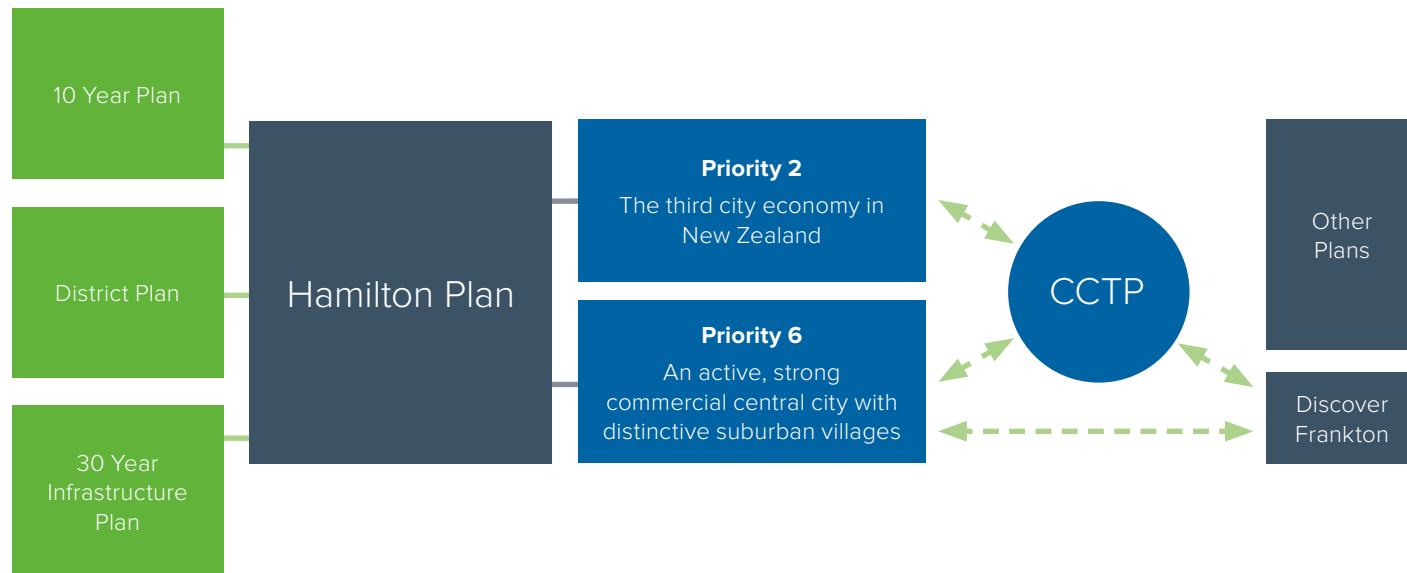 10 Year Plan
District Plan
30 Year
Infrastructure
Plan
Hamilton Plan
Priority 2
The third city economy in
New Zealand
Priority 6
An active, strong
commercial central city with
distinctive suburban villages
CCTP
Other
Plans
Discover
Frankton